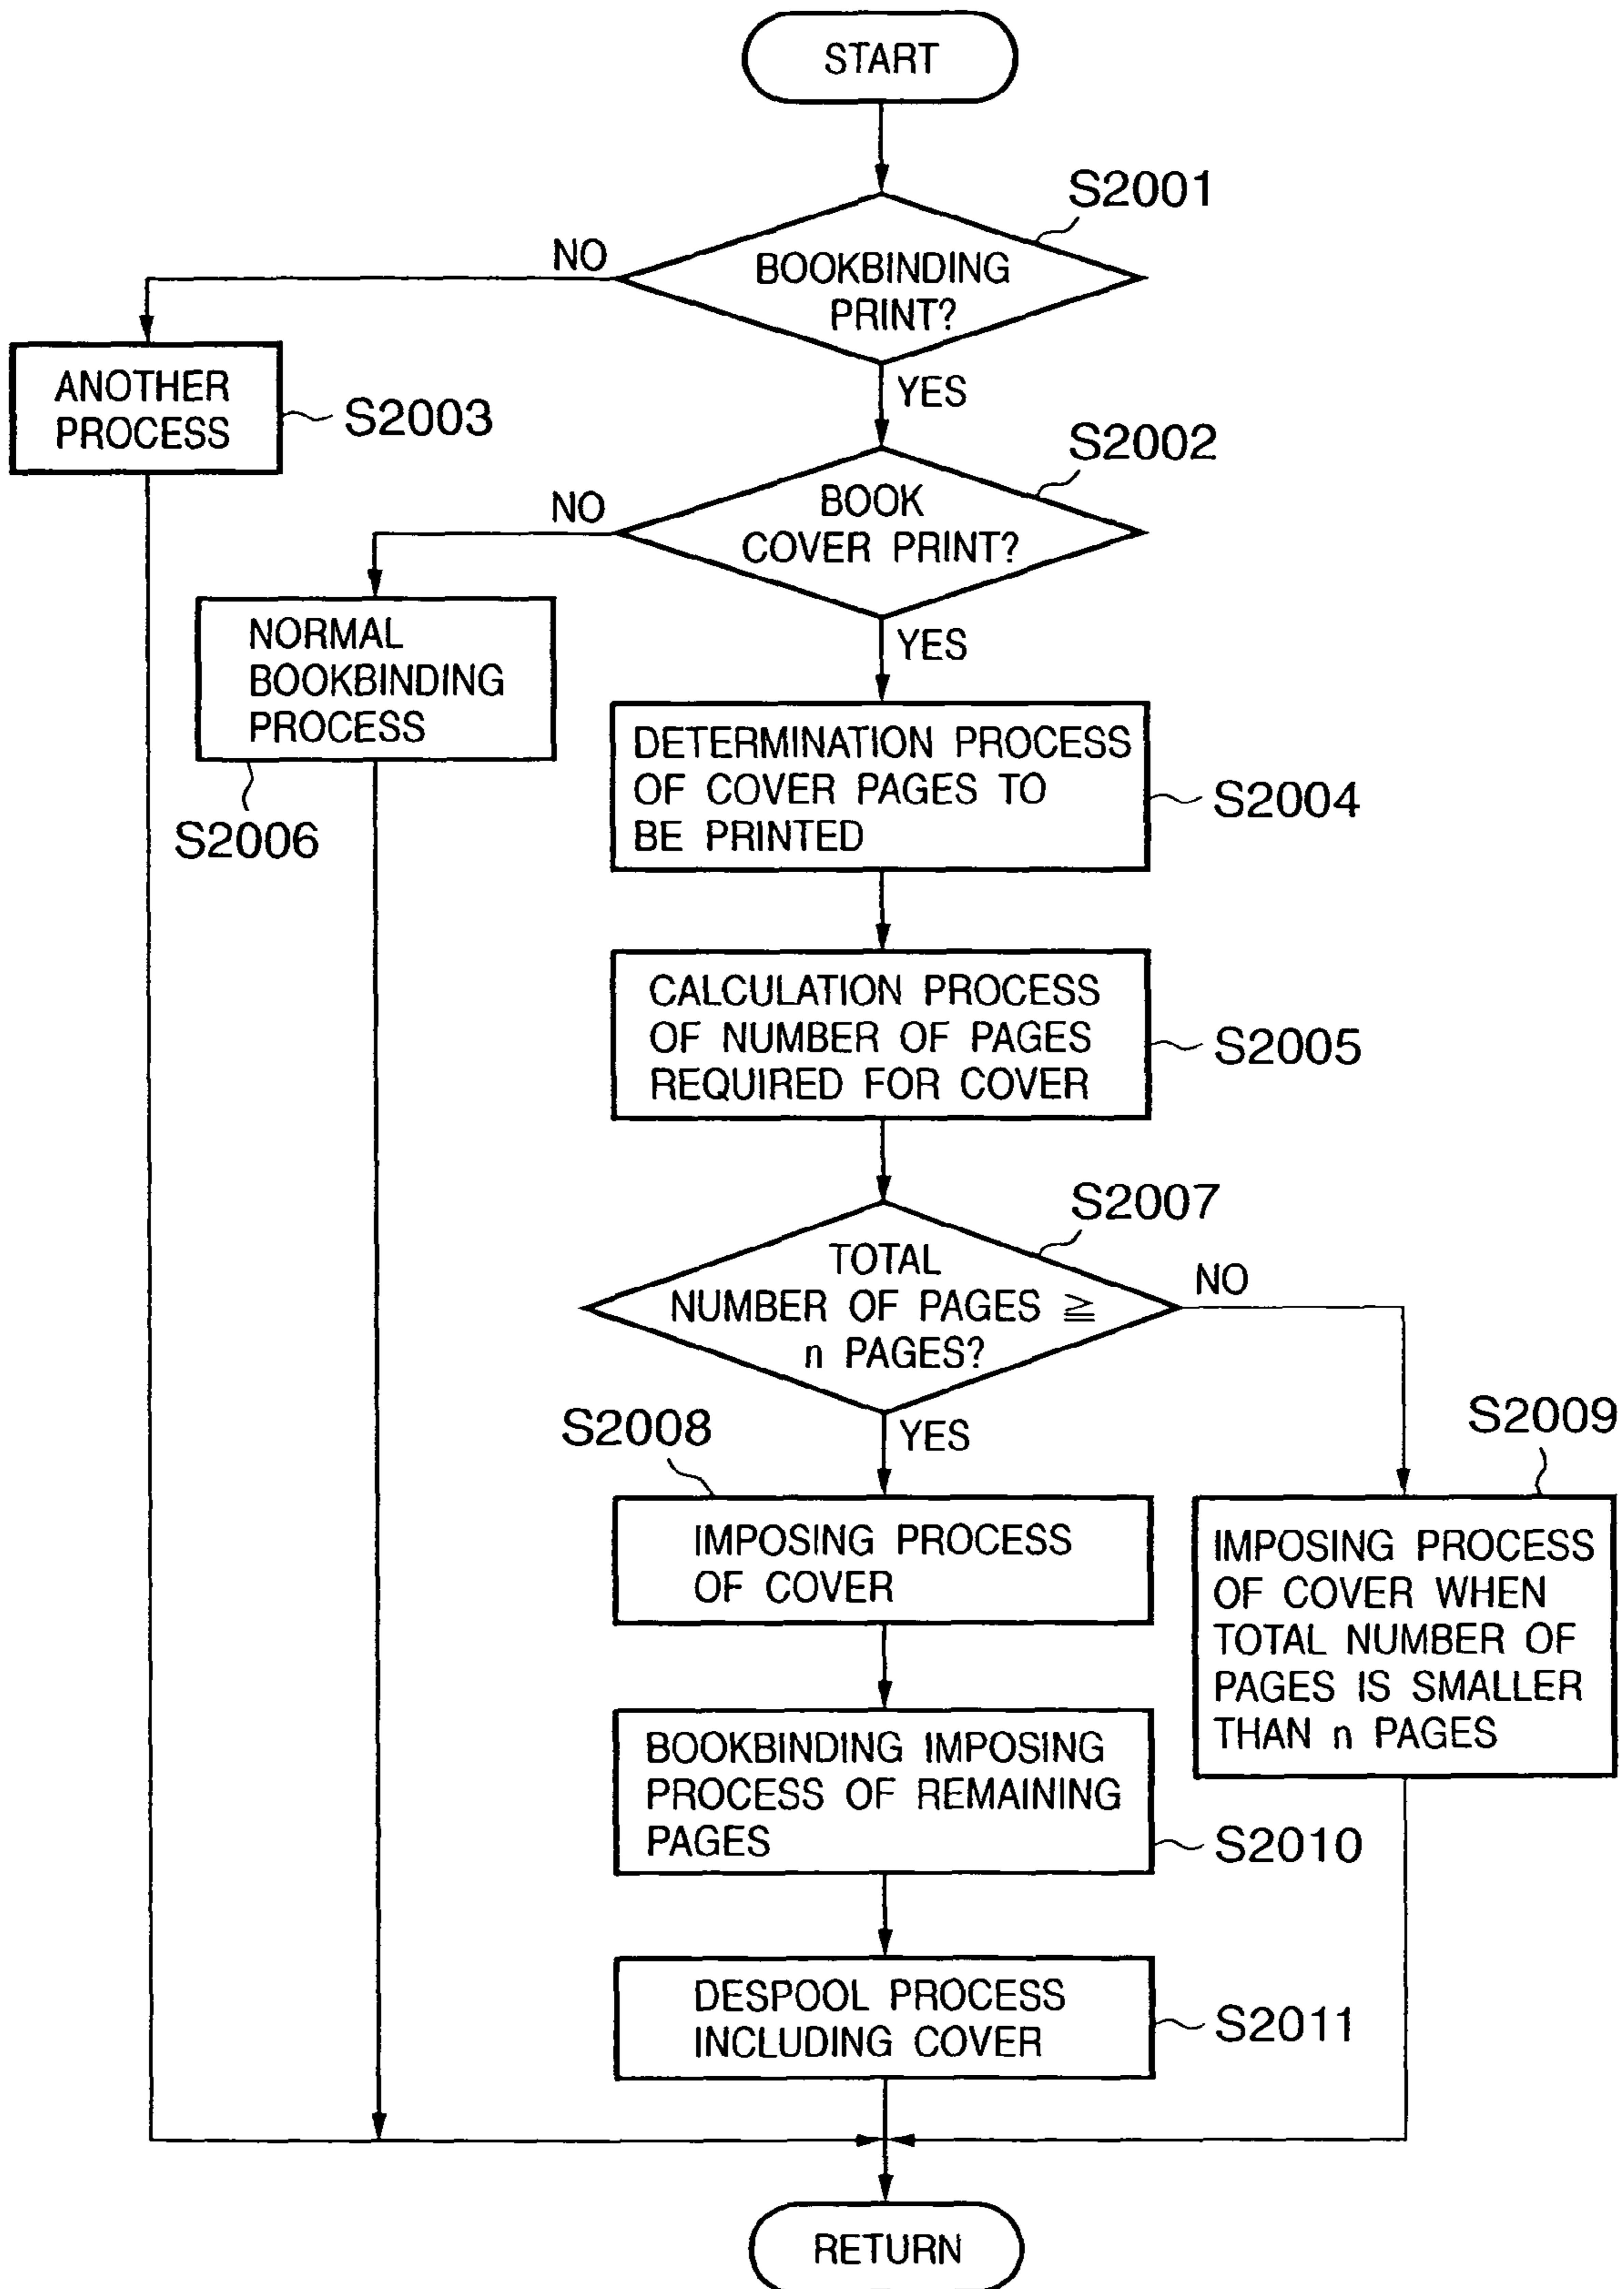 START
S2001
NO
BOOKBINDING
PRINT?
YES
ANOTHER
PROCESS
S2003
S2002
NO
BOOK
COVER PRINT?
YES
NORMAL
BOOKBINDING
PROCESS
S2006
DETERMINATION PROCESS
OF COVER PAGES TO
BE PRINTED
S2004
CALCULATION PROCESS
OF NUMBER OF PAGES
REQUIRED FOR COVER
S2005
S2007
TOTAL
NUMBER OF PAGES ≧
n PAGES?
NO
YES
S2008
IMPOSING PROCESS
OF COVER
S2009
IMPOSING PROCESS
OF COVER WHEN
TOTAL NUMBER OF
PAGES IS SMALLER
THAN n PAGES
BOOKBINDING IMPOSING
PROCESS OF REMAINING
PAGES
S2010
DESPOOL PROCESS
INCLUDING COVER
S2011
RETURN